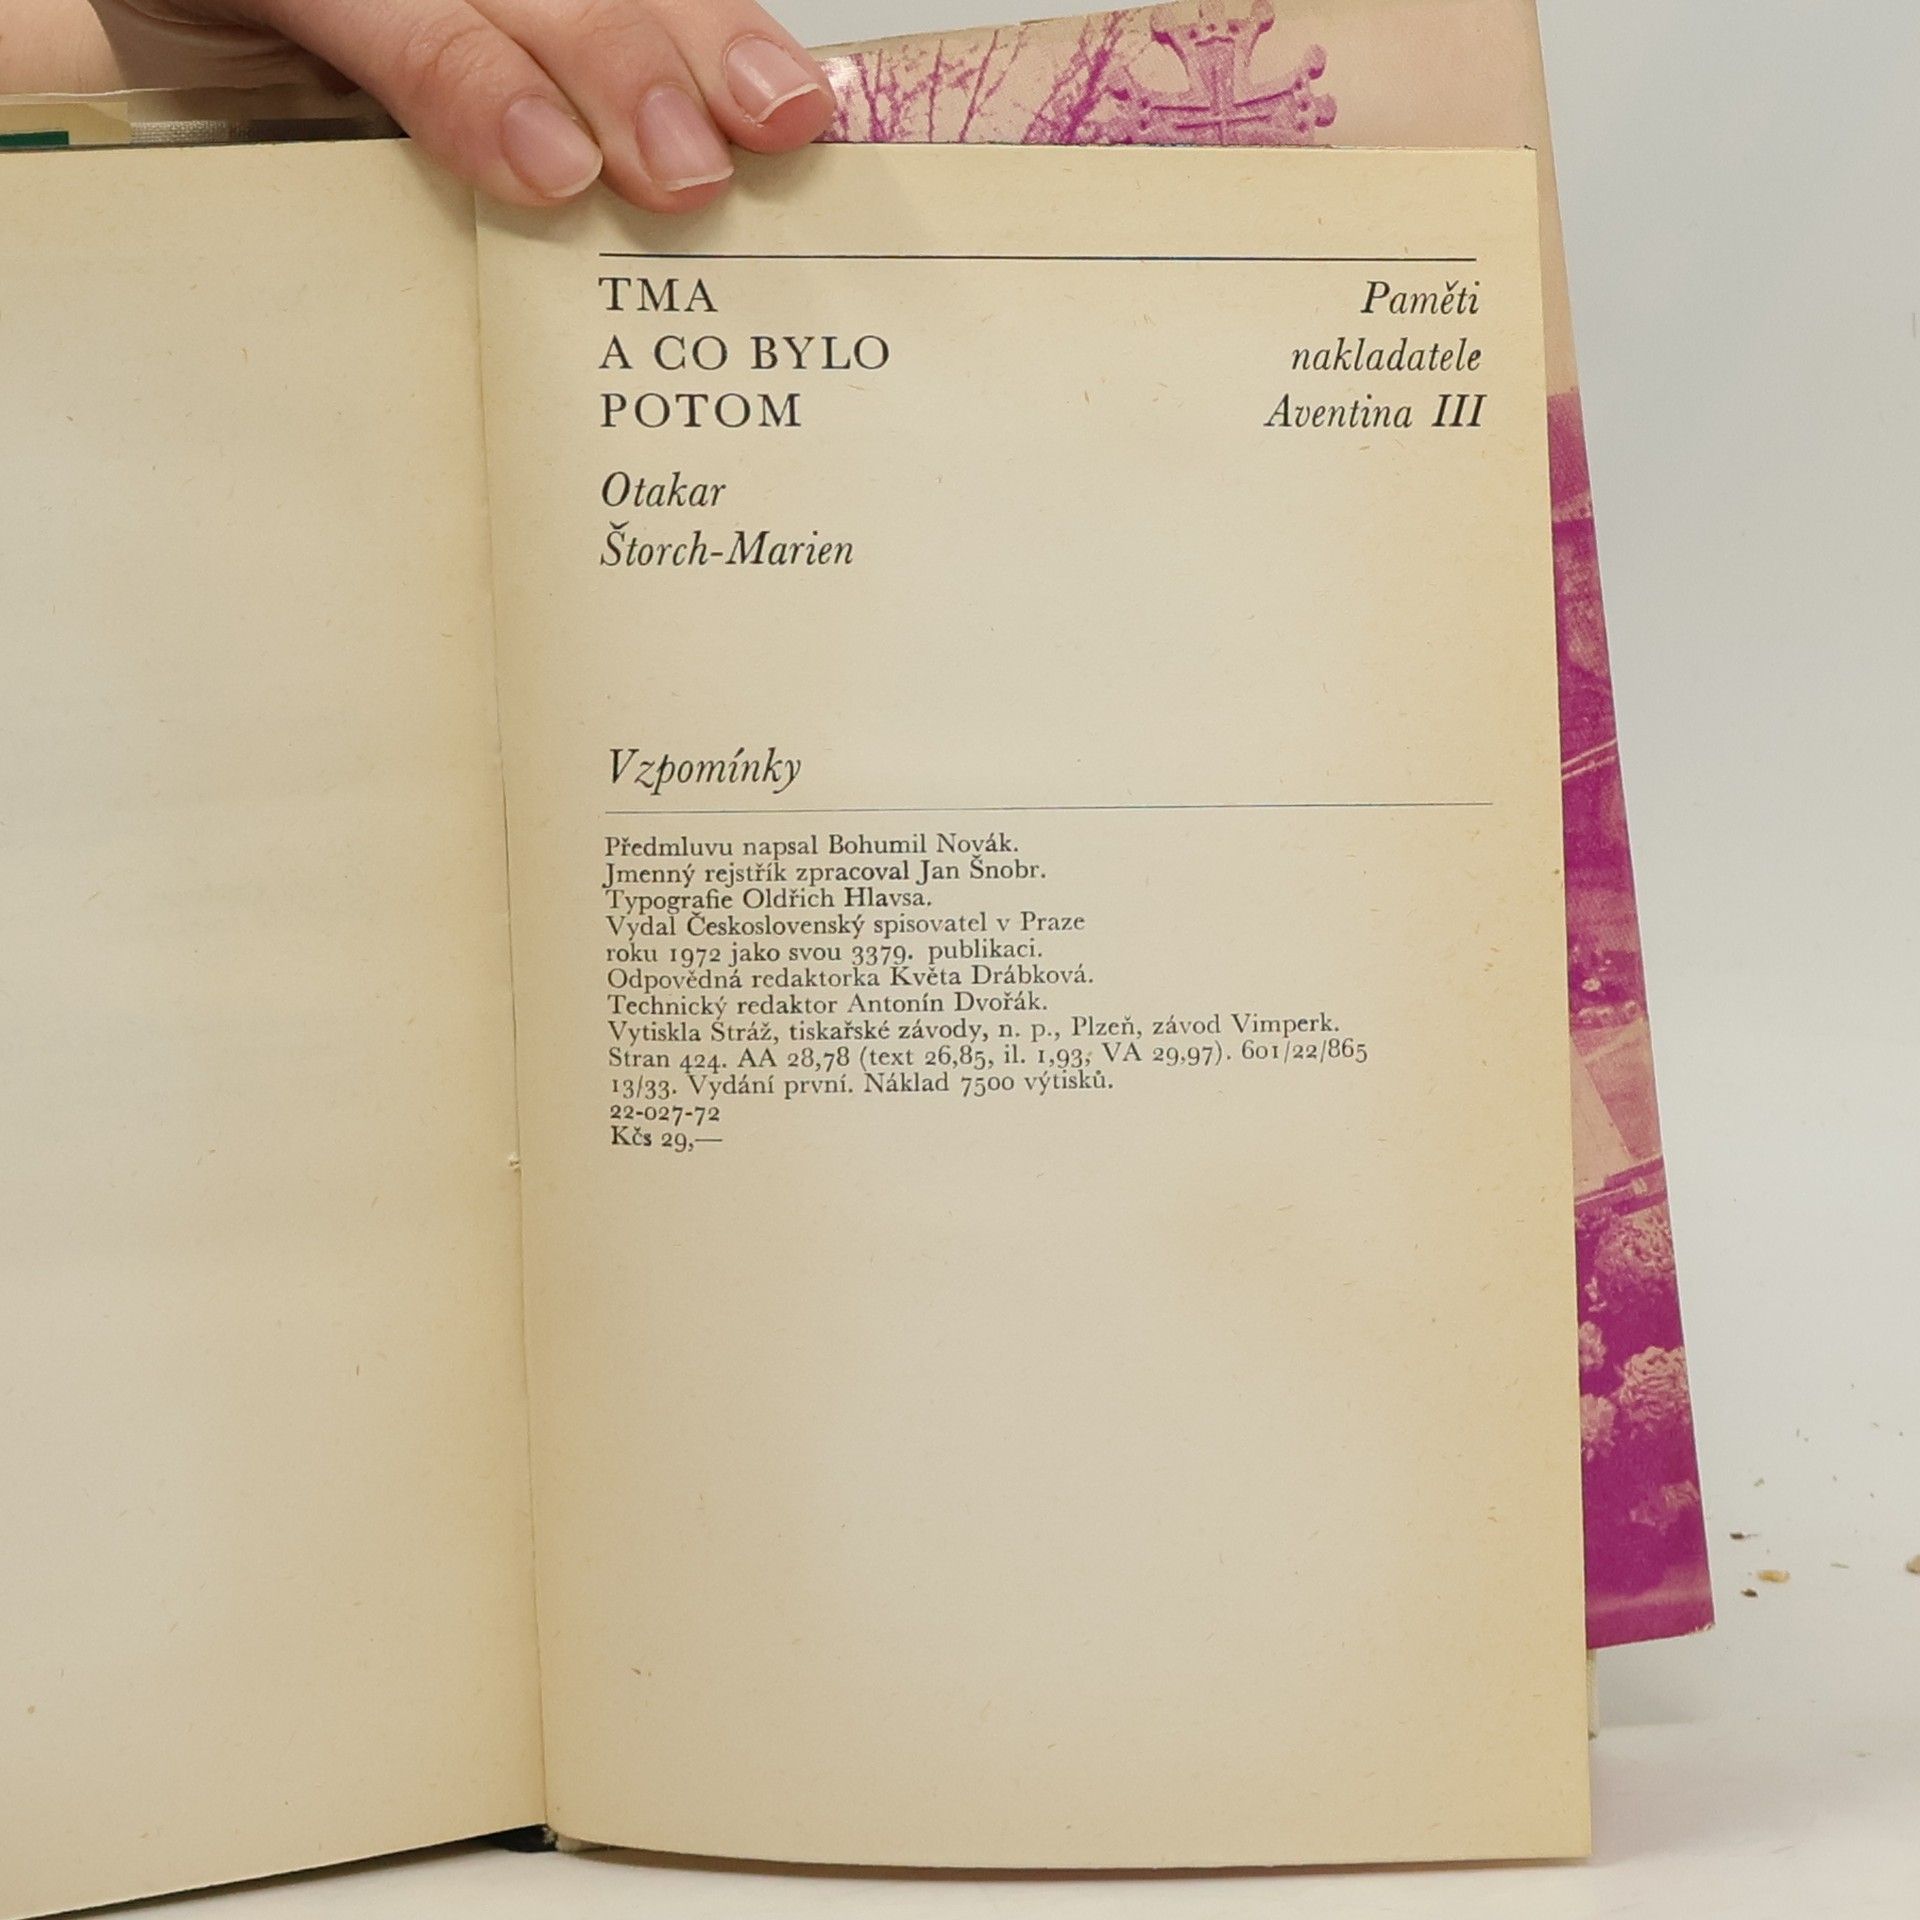 TMA
A CO BYLO
POTOM
Paměti
nakladatele
Aventina III
Otakar
Štorch-Marien
Vzpomínky
Předmluvu napsal Bohumil Novák.
Jmenný rejstřík zpracoval Jan Šnobr.
Typografie Oldřich Hlavsa.
Vydal Československý spisovatel v Praze
roku 1972 jako svou 3379. publikaci.
Odpovědná redaktorka Květa Drábková.
Technický redaktor Antonín Dvořák.
Vytiskla Stráž, tiskařské závody, n. p., Plzeň, závod Vimperk.
Stran 424. AA 28,78 (text 26,85, il. 1,93, VA 29,97). 601/22/865
13/33. Vydání první. Náklad 7500 výtisků.
22-027-72
Kčs 29,—